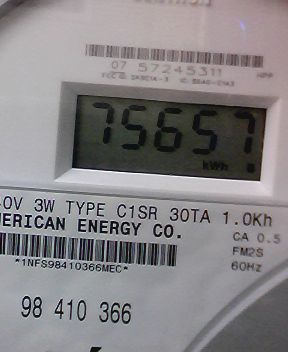 07 57245311
75657
kWh
0V 3W TYPE C1SR 30TA 1.0Kh
MERICAN ENERGY CO.
CA 0.5
*1NFS98410366MEC*
FM2S
60Hz
98 410 366